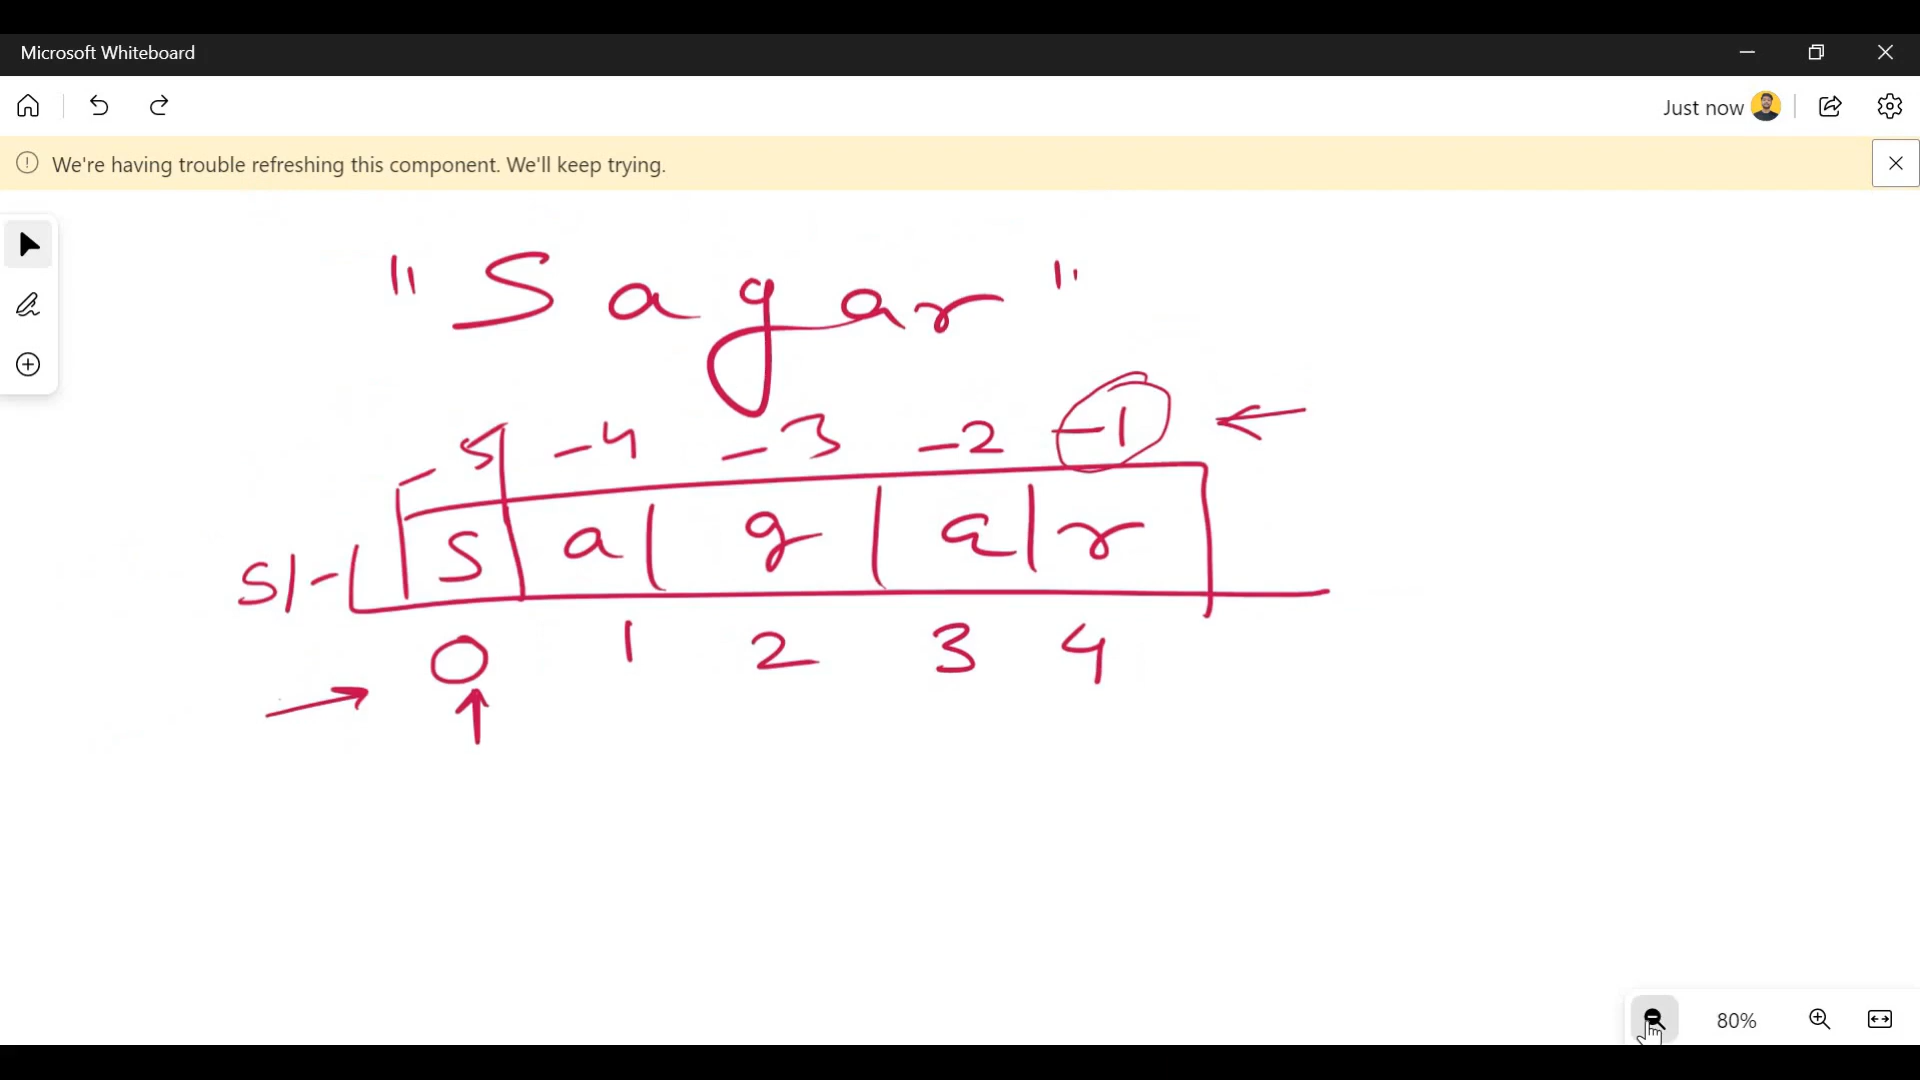 Microsoft Whiteboard
Just now
We're having trouble refreshing this component. We'll keep trying.
"Sagar"
-5 -4 -3 -2 -1
S a g a r
0 1 2 3 4
80%